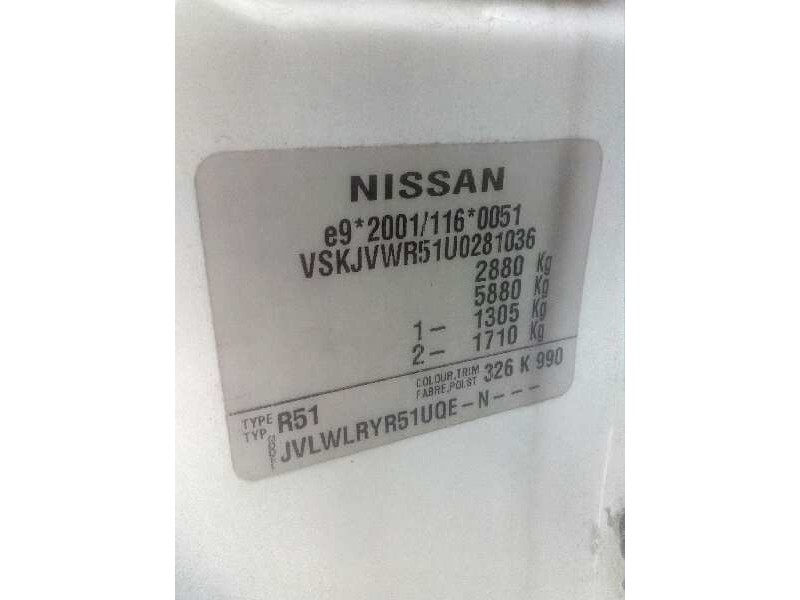 NISSAN
e9*2001/116*0051
VSKJVWR51U0281036
2880 Kg
5880 Kg
1- 1305 Kg
2- 1710 Kg
TYPE TYP R51 COLOUR,TRIM FABRE,POLST 326 K 990
JVLWLRYR51UQE-N---